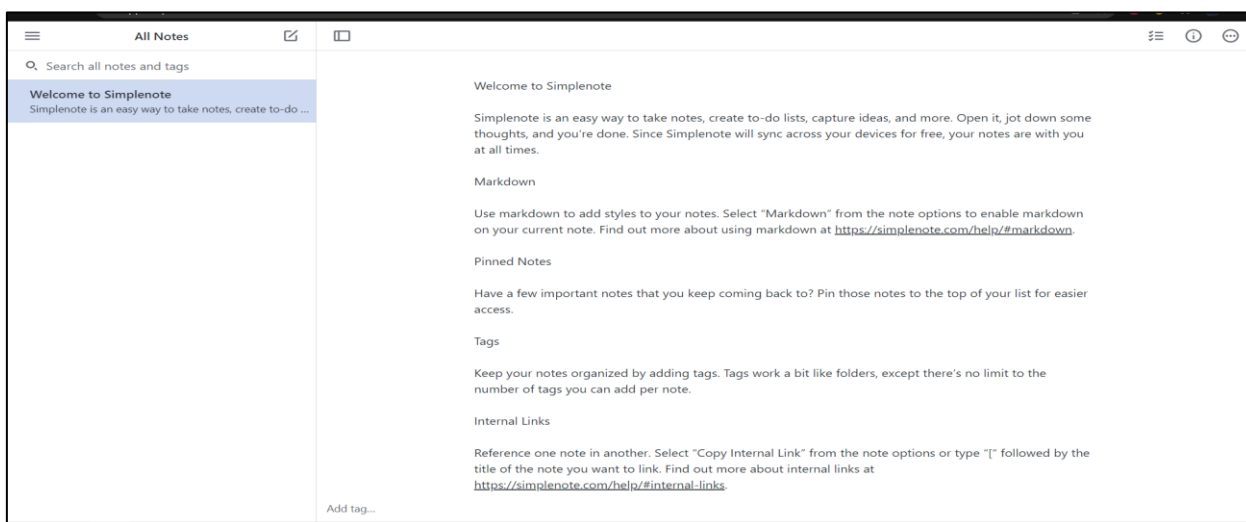 All Notes
Search all notes and tags
Welcome to Simplenote
Simplenote is an easy way to take notes, create to-do ...
Welcome to Simplenote
Simplenote is an easy way to take notes, create to-do lists, capture ideas, and more. Open it, jot down some
thoughts, and you're done. Since Simplenote will sync across your devices for free, your notes are with you
at all times.
Markdown
Use markdown to add styles to your notes. Select "Markdown" from the note options to enable markdown
on your current note. Find out more about using markdown at https://simplenote.com/help/#markdown.
Pinned Notes
Have a few important notes that you keep coming back to? Pin those notes to the top of your list for easier
access.
Tags
Keep your notes organized by adding tags. Tags work a bit like folders, except there's no limit to the
number of tags you can add per note.
Internal Links
Reference one note in another. Select "Copy Internal Link" from the note options or type "[" followed by the
title of the note you want to link. Find out more about internal links at
https://simplenote.com/help/#internal-links.
Add tag...